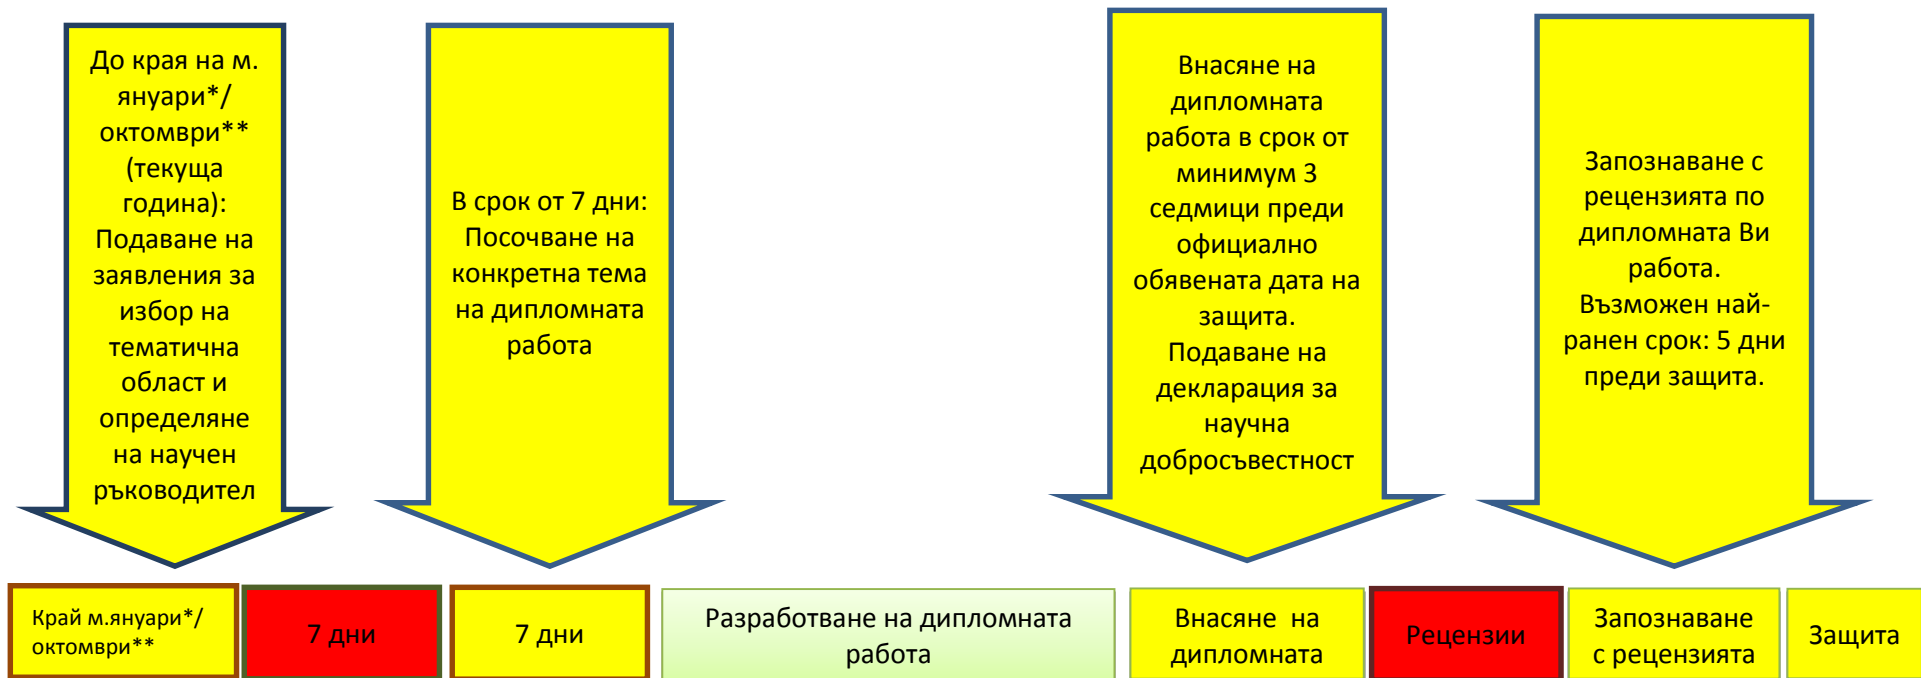 До края на м.
януари*/
октомври**
(текуща
година):
Подаване на
заявления за
избор на
тематична
област и
определяне
на научен
ръководител
В срок от 7 дни:
Посочване на
конкретна тема
на дипломната
работа
Внасяне на
дипломната
работа в срок от
минимум 3
седмици преди
официално
обявената дата на
защита.
Подаване на
декларация за
научна
добросъвестност
Запознаване с
рецензията по
дипломната Ви
работа.
Възможен най-
ранен срок: 5 дни
преди защита.
Край м.януари*/
октомври**
7 дни
7 дни
Разработване на дипломната
работа
Внасяне на
дипломната
Рецензии
Запознаване
с рецензията
Защита